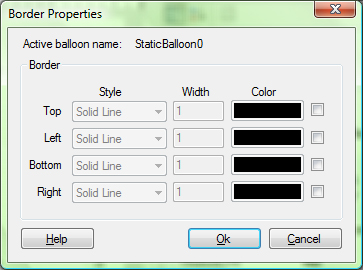 Border Properties
Active balloon name: StaticBalloon0
Border
Style Width Color
Top Solid Line 1
Left Solid Line 1
Bottom Solid Line 1
Right Solid Line 1
Help Ok Cancel